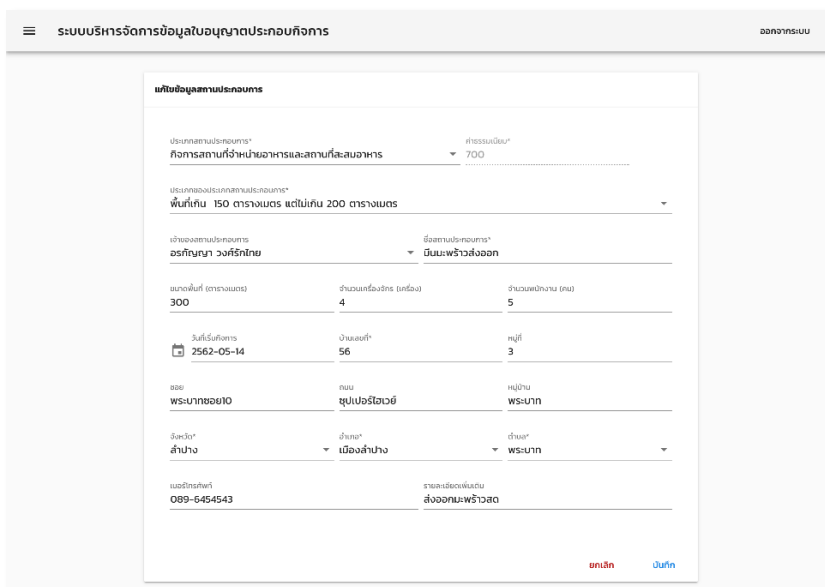 ระบบบริหารจัดการข้อมูลใบอนุญาตประกอบกิจการ ออกจากระบบ
แก้ไขข้อมูลสถานประกอบการ
ประเภทสถานประกอบการ* ค่าธรรมเนียม*
กิจการสถานที่จำหน่ายอาหารและสถานที่สะสมอาหาร 700
ประเภทของประเภทสถานประกอบการ*
พื้นที่เกิน 150 ตารางเมตร แต่ไม่เกิน 200 ตารางเมตร
เจ้าของสถานประกอบการ ชื่อสถานประกอบการ*
อรกัญญา วงศ์รักไทย มีนมะพร้าวส่งออก
ขนาดพื้นที่ (ตารางเมตร) จำนวนเครื่องจักร (เครื่อง) จำนวนพนักงาน (คน)
300 4 5
วันที่เริ่มกิจการ บ้านเลขที่* หมู่ที่
2562-05-14 56 3
ซอย ถนน หมู่บ้าน
พระบาทซอย10 ซุปเปอร์ไฮเวย์ พระบาท
จังหวัด* อำเภอ* ตำบล*
ลำปาง เมืองลำปาง พระบาท
เบอร์โทรศัพท์ รายละเอียดเพิ่มเติม
089-6454543 ส่งออกมะพร้าวสด
ยกเลิก บันทึก